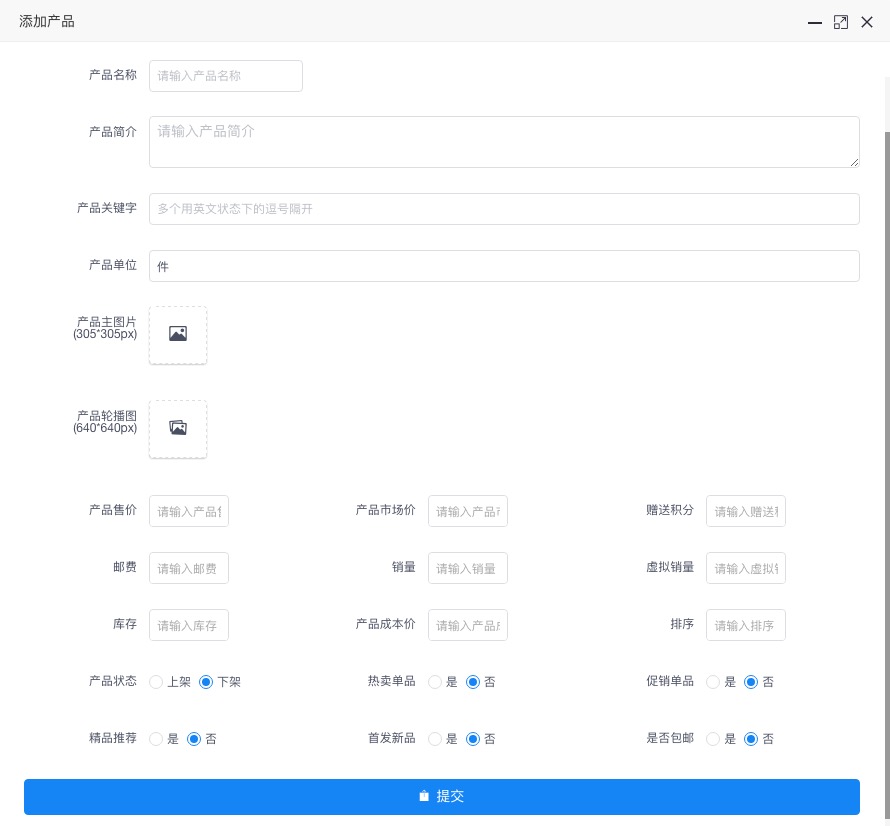 添加产品
产品名称 请输入产品名称
产品简介 请输入产品简介
产品关键字 多个用英文状态下的逗号隔开
产品单位 件
产品主图片
(305*305px)
产品轮播图
(640*640px)
产品售价 请输入产品 产品市场价 请输入产品 赠送积分 请输入赠送
邮费 请输入邮费 销量 请输入销量 虚拟销量 请输入虚拟
库存 请输入库存 产品成本价 请输入产品 排序 请输入排序
产品状态 上架 下架 热卖单品 是 否 促销单品 是 否
精品推荐 是 否 首发新品 是 否 是否包邮 是 否
提交